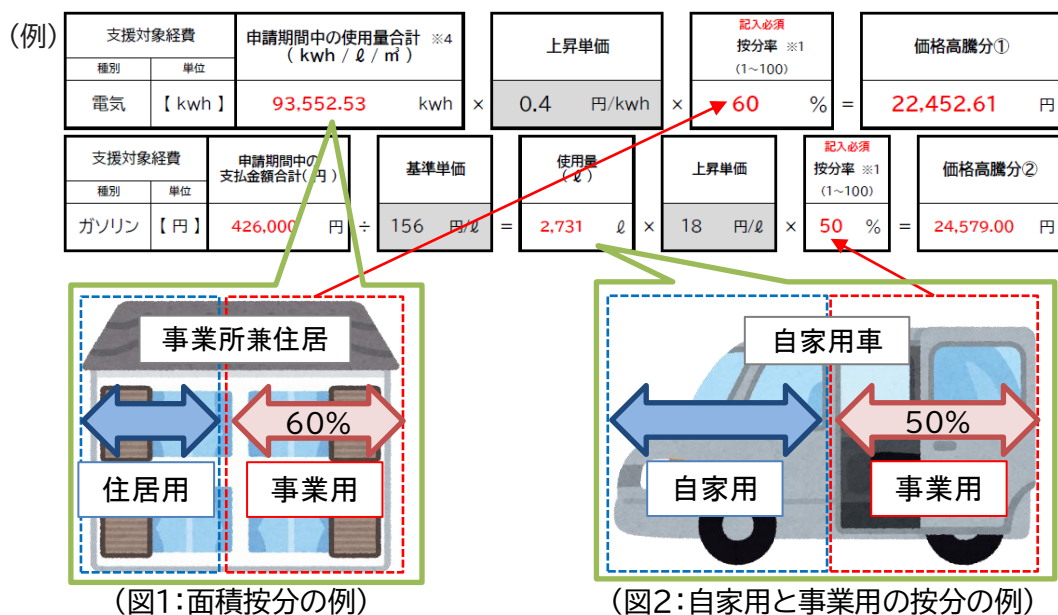 (例)
支援対象経費
種別 単位
申請期間中の使用量合計 ※4
( kwh / ℓ / ㎥ )
上昇単価
記入必須
按分率 ※1
(1~100)
価格高騰分①
電気 【 kwh 】 93,552.53 kwh × 0.4 円/kwh × 60 % = 22,452.61 円
支援対象経費
種別 単位
申請期間中の
支払金額合計( 円 )
基準単価
使用量
( ℓ )
上昇単価
記入必須
按分率 ※1
(1~100)
価格高騰分②
ガソリン 【 円 】 426,000 円 ÷ 156 円/ℓ = 2,731 ℓ × 18 円/ℓ × 50 % = 24,579.00 円
事業所兼住居
60%
住居用 事業用
(図1:面積按分の例)
自家用車
50%
自家用 事業用
(図2:自家用と事業用の按分の例)